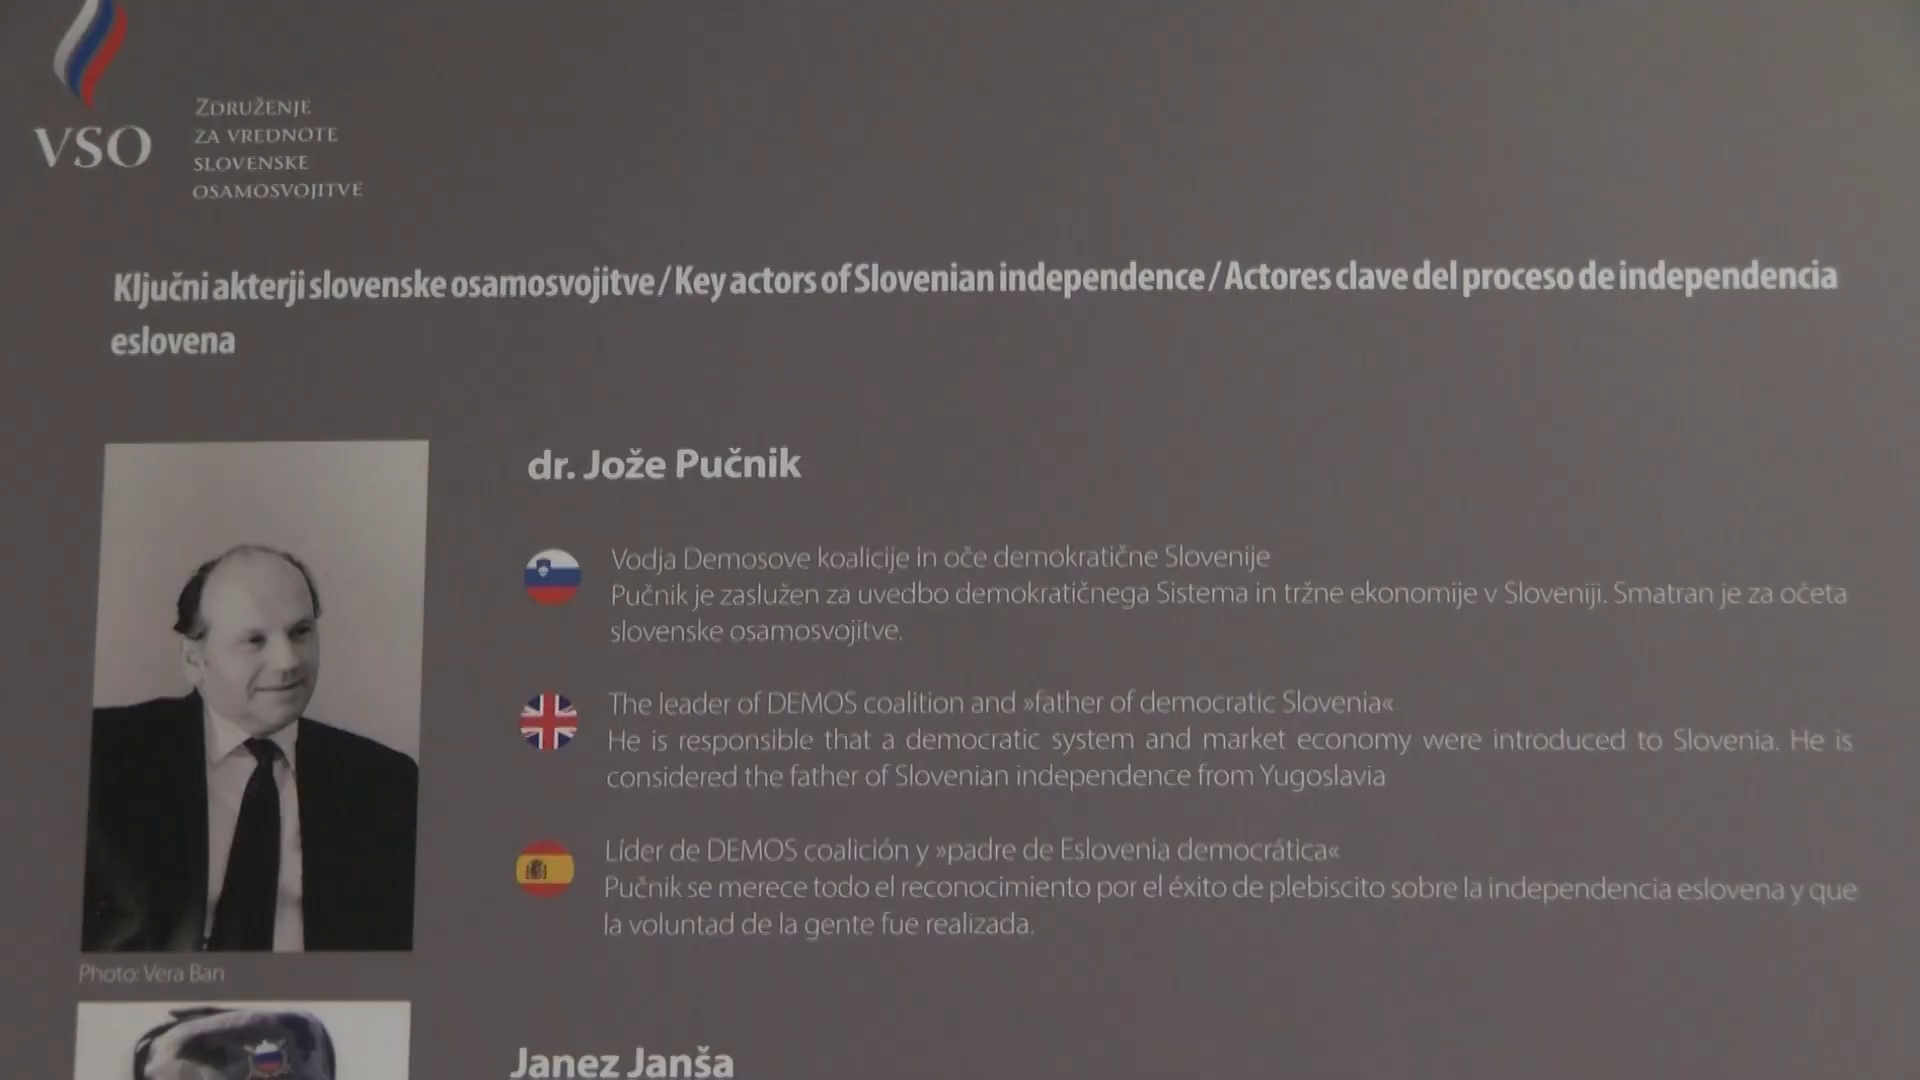 VSO
ZDRUŽENJE
ZA VREDNOTE
SLOVENSKE
OSAMOSVOJITVE
Ključni akterji slovenske osamosvojitve / Key actors of Slovenian independence / Actores clave del proceso de independencia
eslovena
dr. Jože Pučnik
Vodja Demosove koalicije in oče demokratične Slovenije
Pučnik je zaslužen za uvedbo demokratičnega Sistema in tržne ekonomije v Sloveniji. Smatran je za očeta
slovenske osamosvojitve.
The leader of DEMOS coalition and »father of democratic Slovenia«
He is responsible that a democratic system and market economy were introduced to Slovenia. He is
considered the father of Slovenian independence from Yugoslavia
Líder de DEMOS coalición y »padre de Eslovenia democrática«
Pučnik se merece todo el reconocimiento por el éxito de plebiscito sobre la independencia eslovena y que
la voluntad de la gente fue realizada.
Photo: Vera Ban
Janez Janša